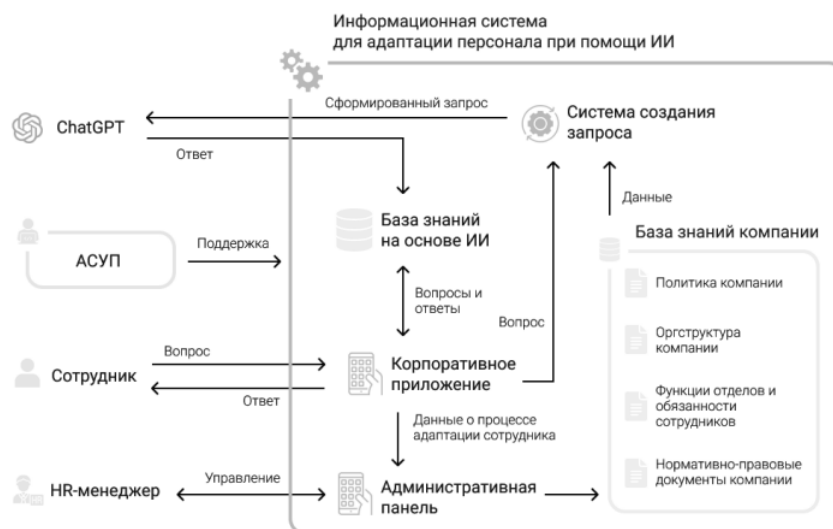 Информационная система
для адаптации персонала при помощи ИИ
Сформированный запрос
ChatGPT
Система создания
запроса
Ответ
Данные
База знаний
на основе ИИ
База знаний компании
АСУП
Поддержка
Политика компании
Вопросы и
ответы
Вопрос
Оргструктура
компании
Вопрос
Сотрудник
Корпоративное
приложение
Ответ
Функции отделов и
обязанности
сотрудников
Данные о процессе
адаптации сотрудника
Нормативно-правовые
документы компании
HR-менеджер
Управление
Административная
панель